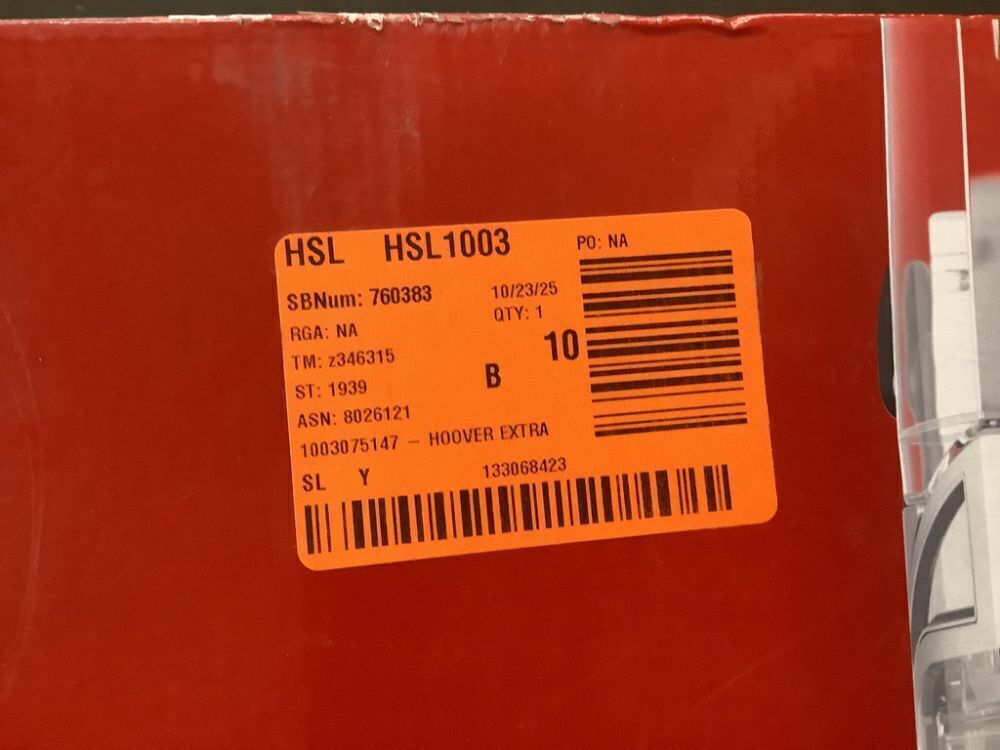 HSL HSL1003
PO: NA
SBNum: 760383
10/23/25
RGA: NA
QTY: 1
TM: z346315
10
ST: 1939
B
ASN: 8026121
1003075147 – HOOVER EXTRA
SL Y 133068423